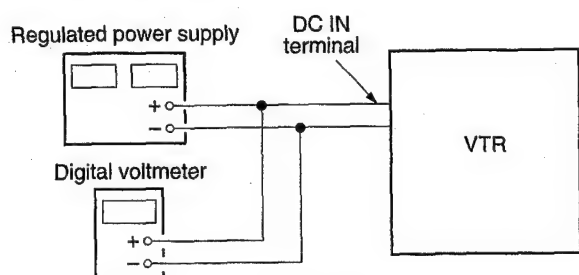 Regulated power supply
DC IN
terminal
+
−
VTR
Digital voltmeter
+
−